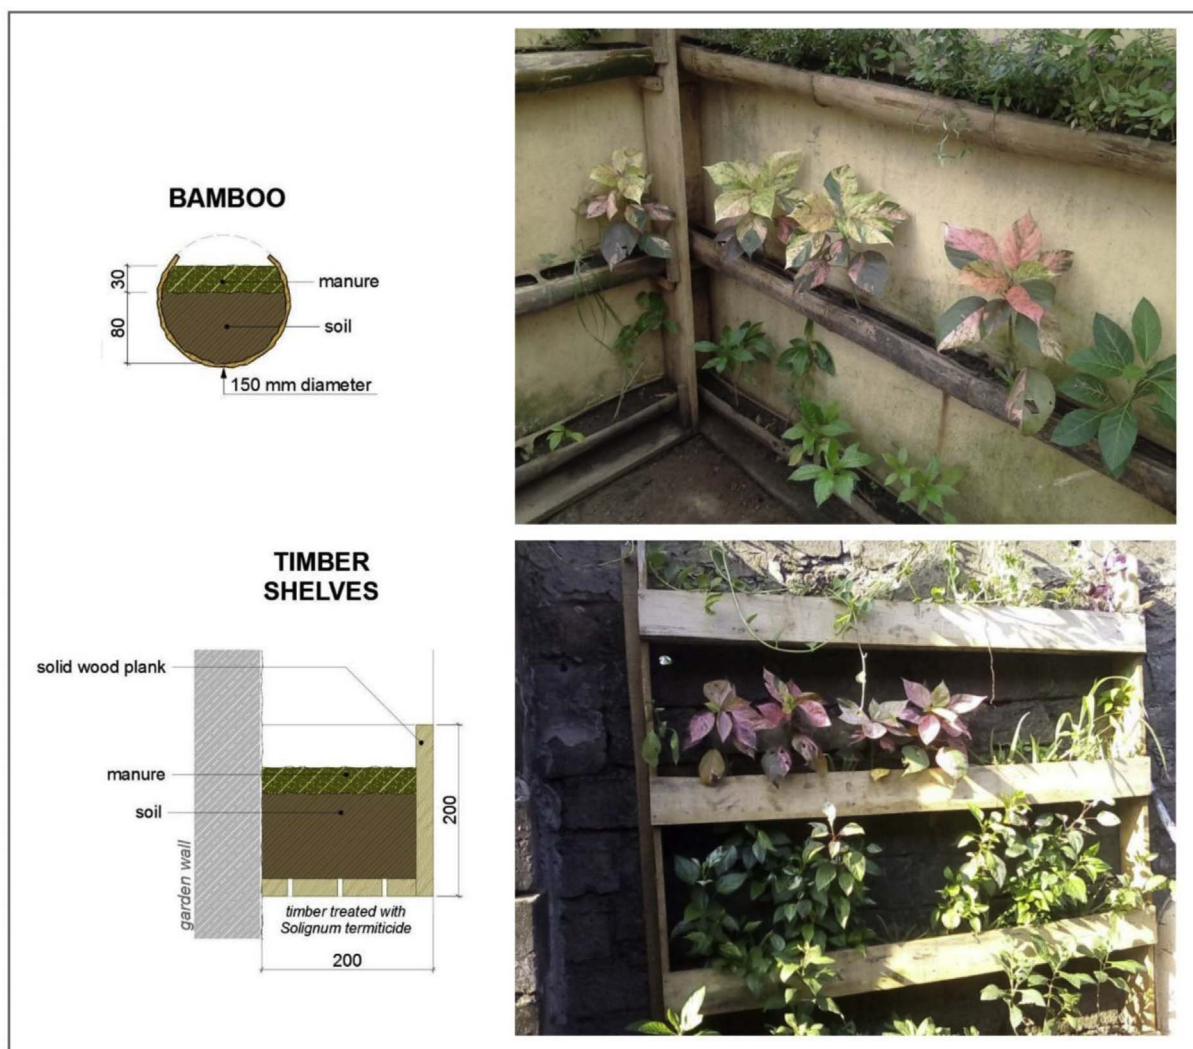 BAMBOO
30
manure
80
soil
150 mm diameter
TIMBER
SHELVES
solid wood plank
manure
soil
200
garden wall
timber treated with
Solignum termiticide
200